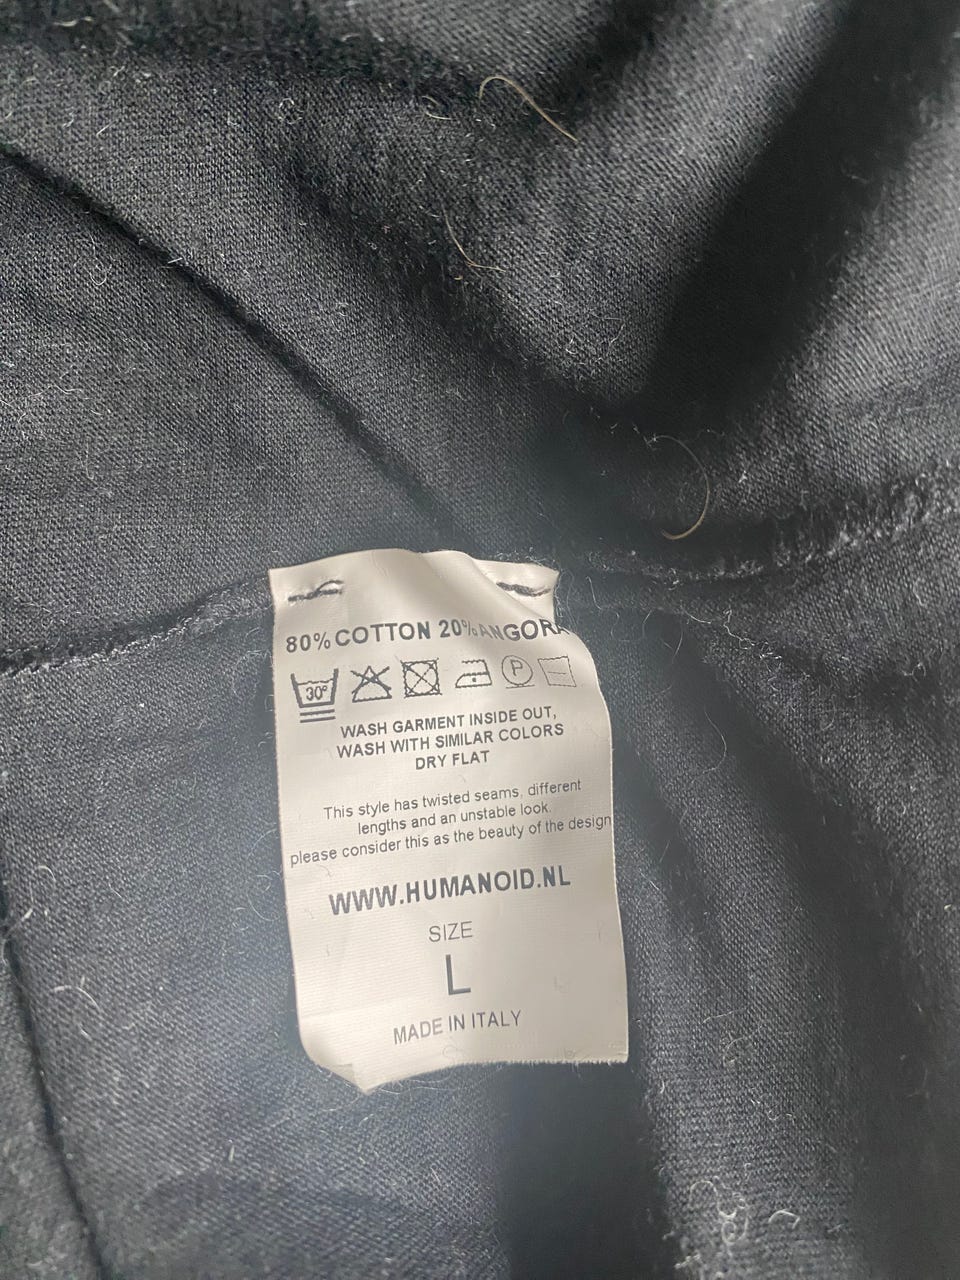 80% COTTON 20% ANGORA
30°
P
WASH GARMENT INSIDE OUT,
WASH WITH SIMILAR COLORS
DRY FLAT
This style has twisted seams, different
lengths and an unstable look.
please consider this as the beauty of the design
WWW.HUMANOID.NL
SIZE
L
MADE IN ITALY